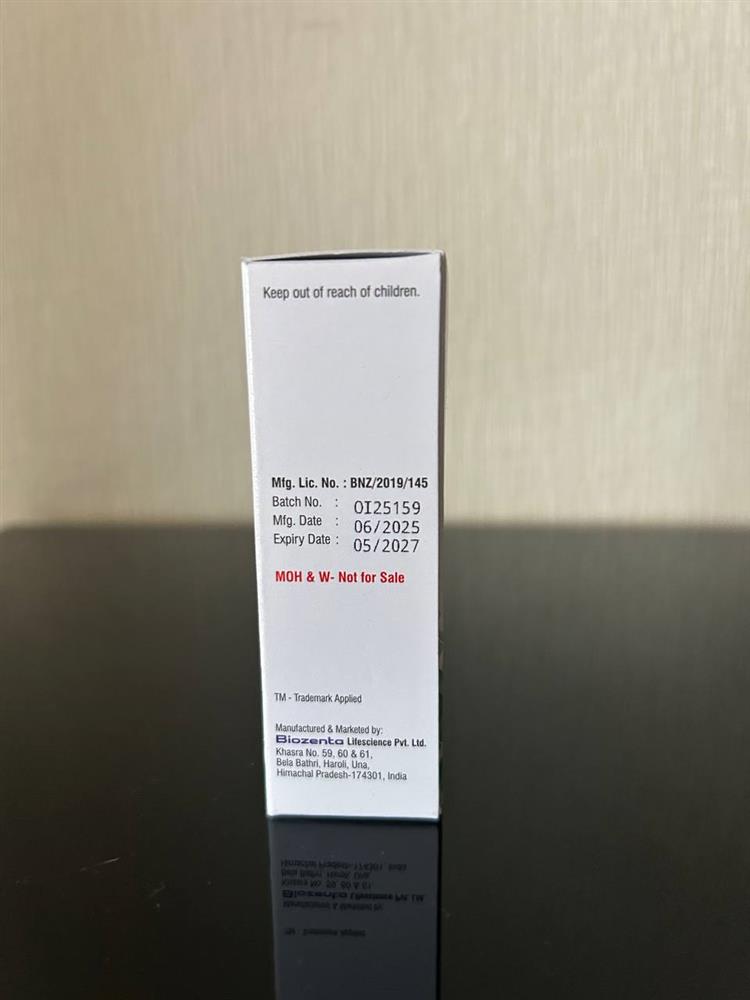 Keep out of reach of children.
Mfg. Lic. No. : BNZ/2019/145
Batch No. : OI25159
Mfg. Date : 06/2025
Expiry Date : 05/2027
MOH & W- Not for Sale
TM - Trademark Applied
Manufactured & Marketed by:
Biozenta Lifescience Pvt. Ltd.
Khasra No. 59, 60 & 61,
Bela Bathri, Haroli, Una,
Himachal Pradesh-174301, India